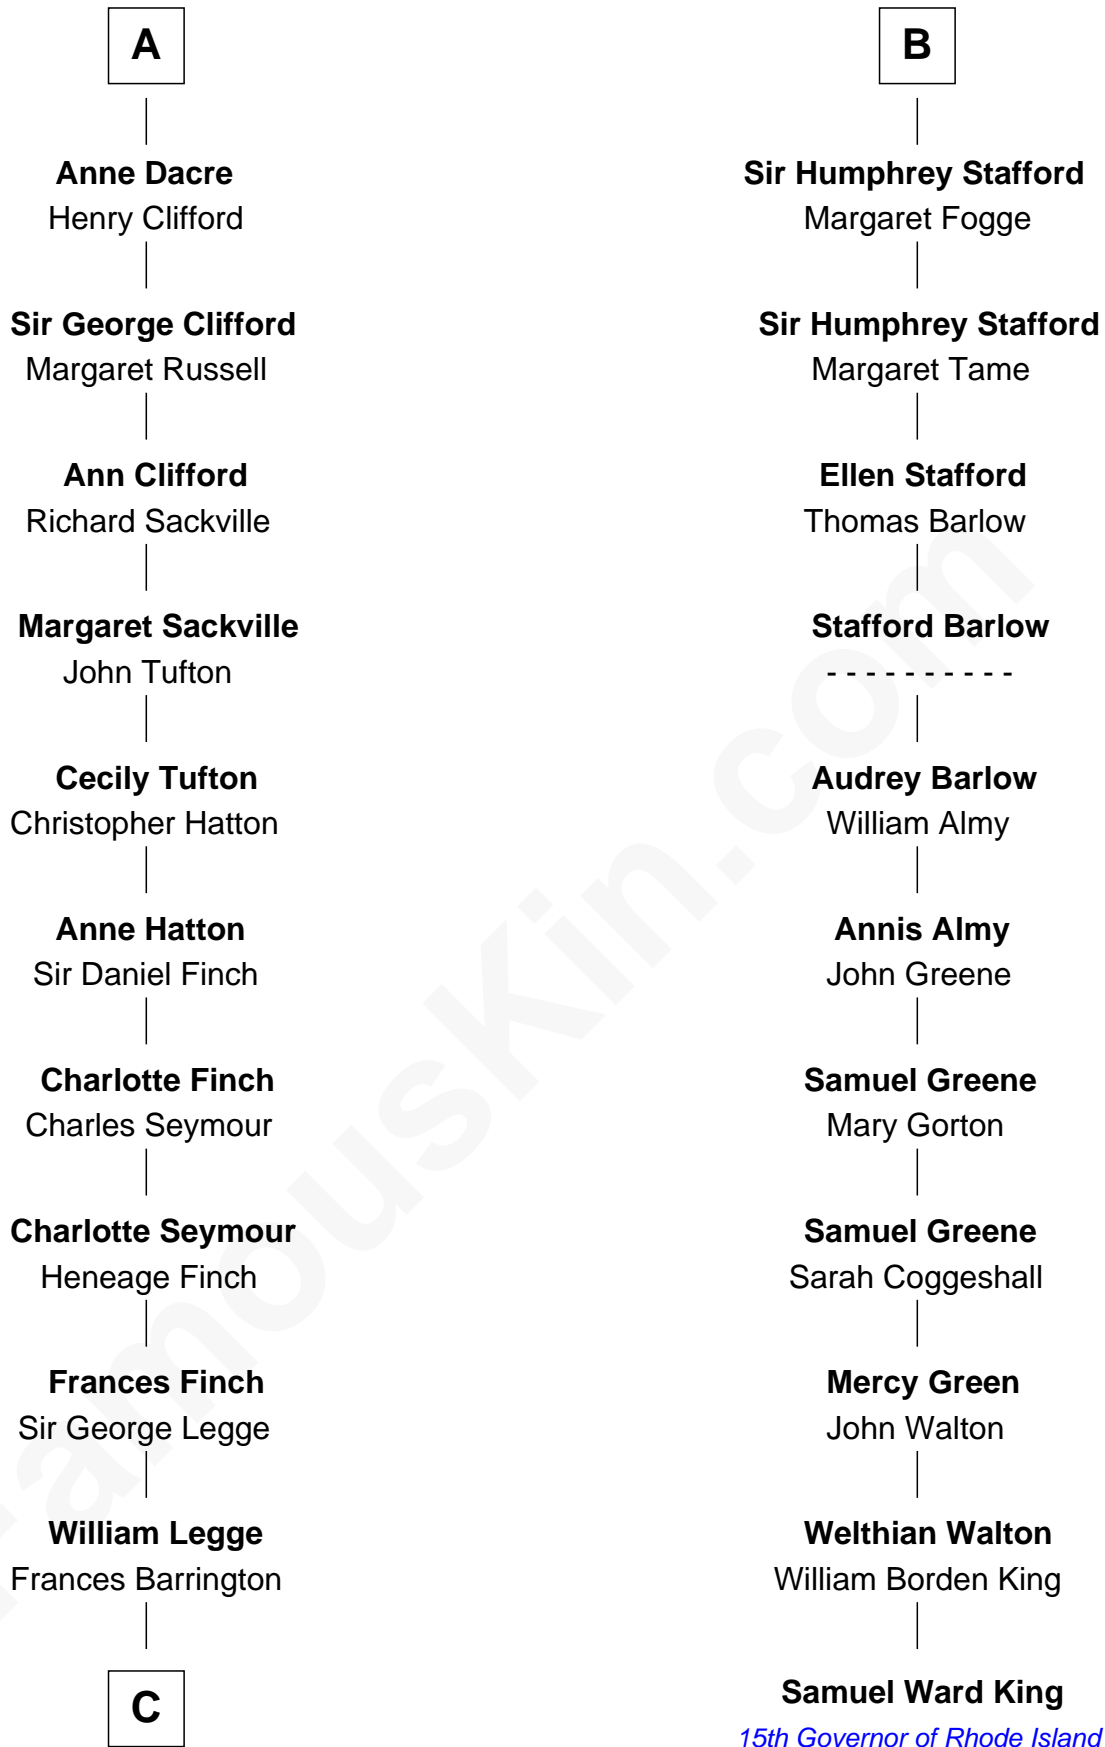 A
Anne Dacre
Henry Clifford
Sir George Clifford
Margaret Russell
Ann Clifford
Richard Sackville
Margaret Sackville
John Tufton
Cecily Tufton
Christopher Hatton
Anne Hatton
Sir Daniel Finch
Charlotte Finch
Charles Seymour
Charlotte Seymour
Heneage Finch
Frances Finch
Sir George Legge
William Legge
Frances Barrington
C
B
Sir Humphrey Stafford
Margaret Fogge
Sir Humphrey Stafford
Margaret Tame
Ellen Stafford
Thomas Barlow
Stafford Barlow
- - - - - - - - - -
Audrey Barlow
William Almy
Annis Almy
John Greene
Samuel Greene
Mary Gorton
Samuel Greene
Sarah Coggeshall
Mercy Green
John Walton
Welthian Walton
William Borden King
Samuel Ward King
15th Governor of Rhode Island
FamousKin.com